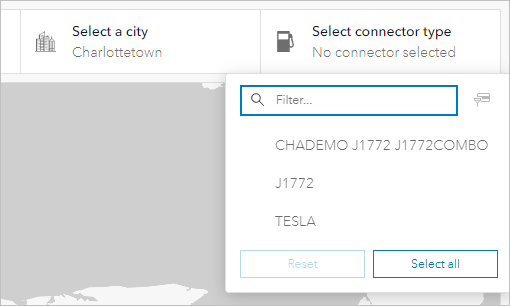 Select a city
Charlottetown
Select connector type
No connector selected
Filter...
CHADEMO J1772 J1772COMBO
J1772
TESLA
Reset
Select all